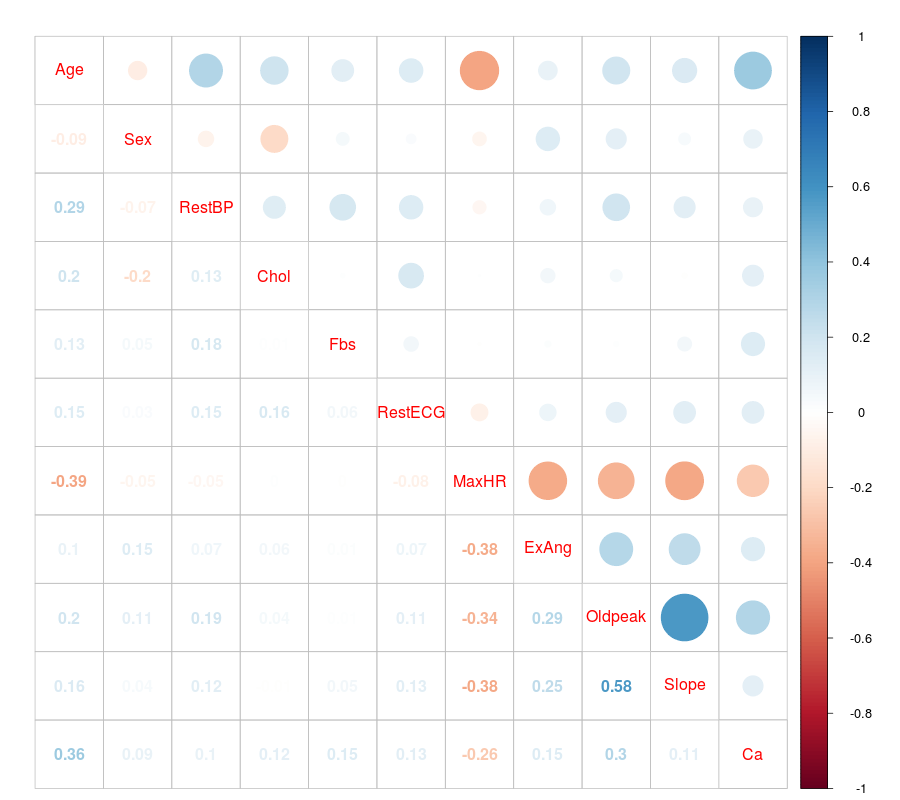 Age
-0.09 Sex
0.29 -0.07 RestBP
0.2 -0.2 0.13 Chol
0.13 0.05 0.18 Fbs
0.15 0.03 0.15 0.16 0.06 RestECG
-0.39 -0.05 -0.05 -0.08 MaxHR
0.1 0.15 0.07 0.06 0.07 -0.38 ExAng
0.2 0.11 0.19 0.04 0.11 -0.34 0.29 Oldpeak
0.16 0.04 0.12 0.05 0.13 -0.38 0.25 0.58 Slope
0.36 0.09 0.1 0.12 0.15 0.13 -0.26 0.15 0.3 0.11 Ca
1
0.8
0.6
0.4
0.2
0
-0.2
-0.4
-0.6
-0.8
-1